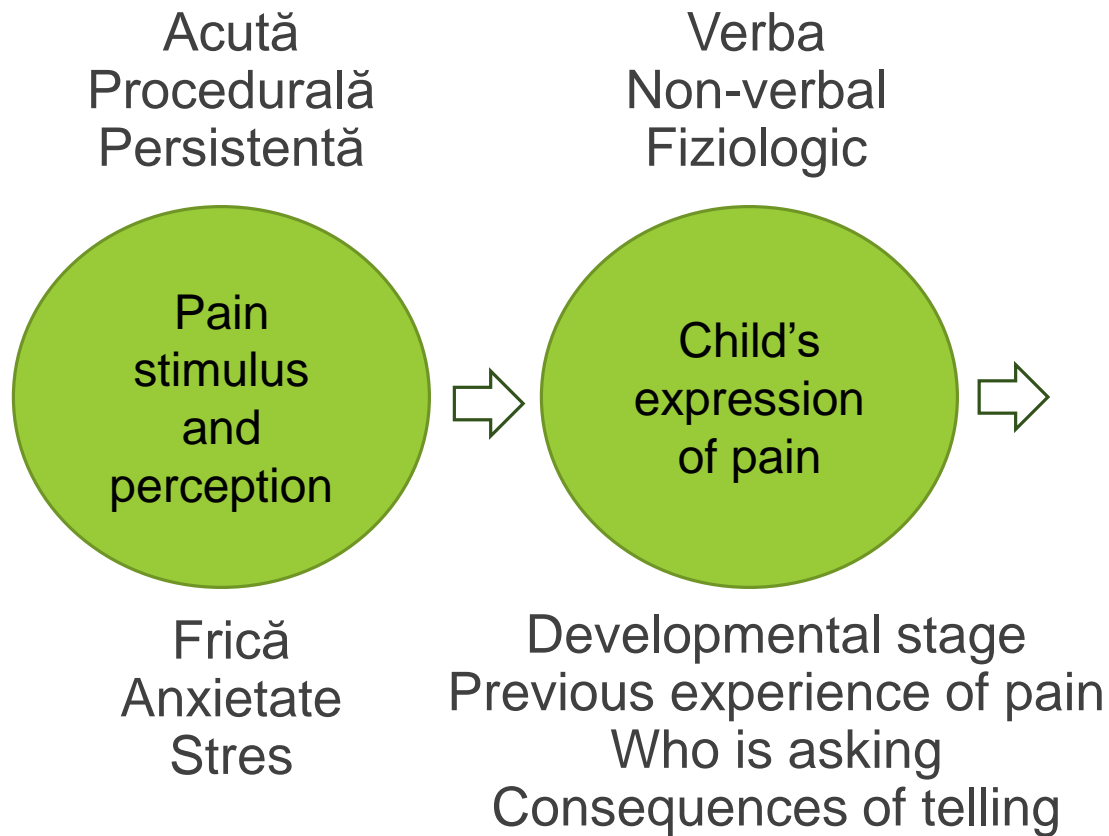 Acută
Procedurală
Persistentă
Pain
stimulus
and
perception
Frică
Anxietate
Stres
Verba
Non-verbal
Fiziologic
Child’s
expression
of pain
Developmental stage
Previous experience of pain
Who is asking
Consequences of telling